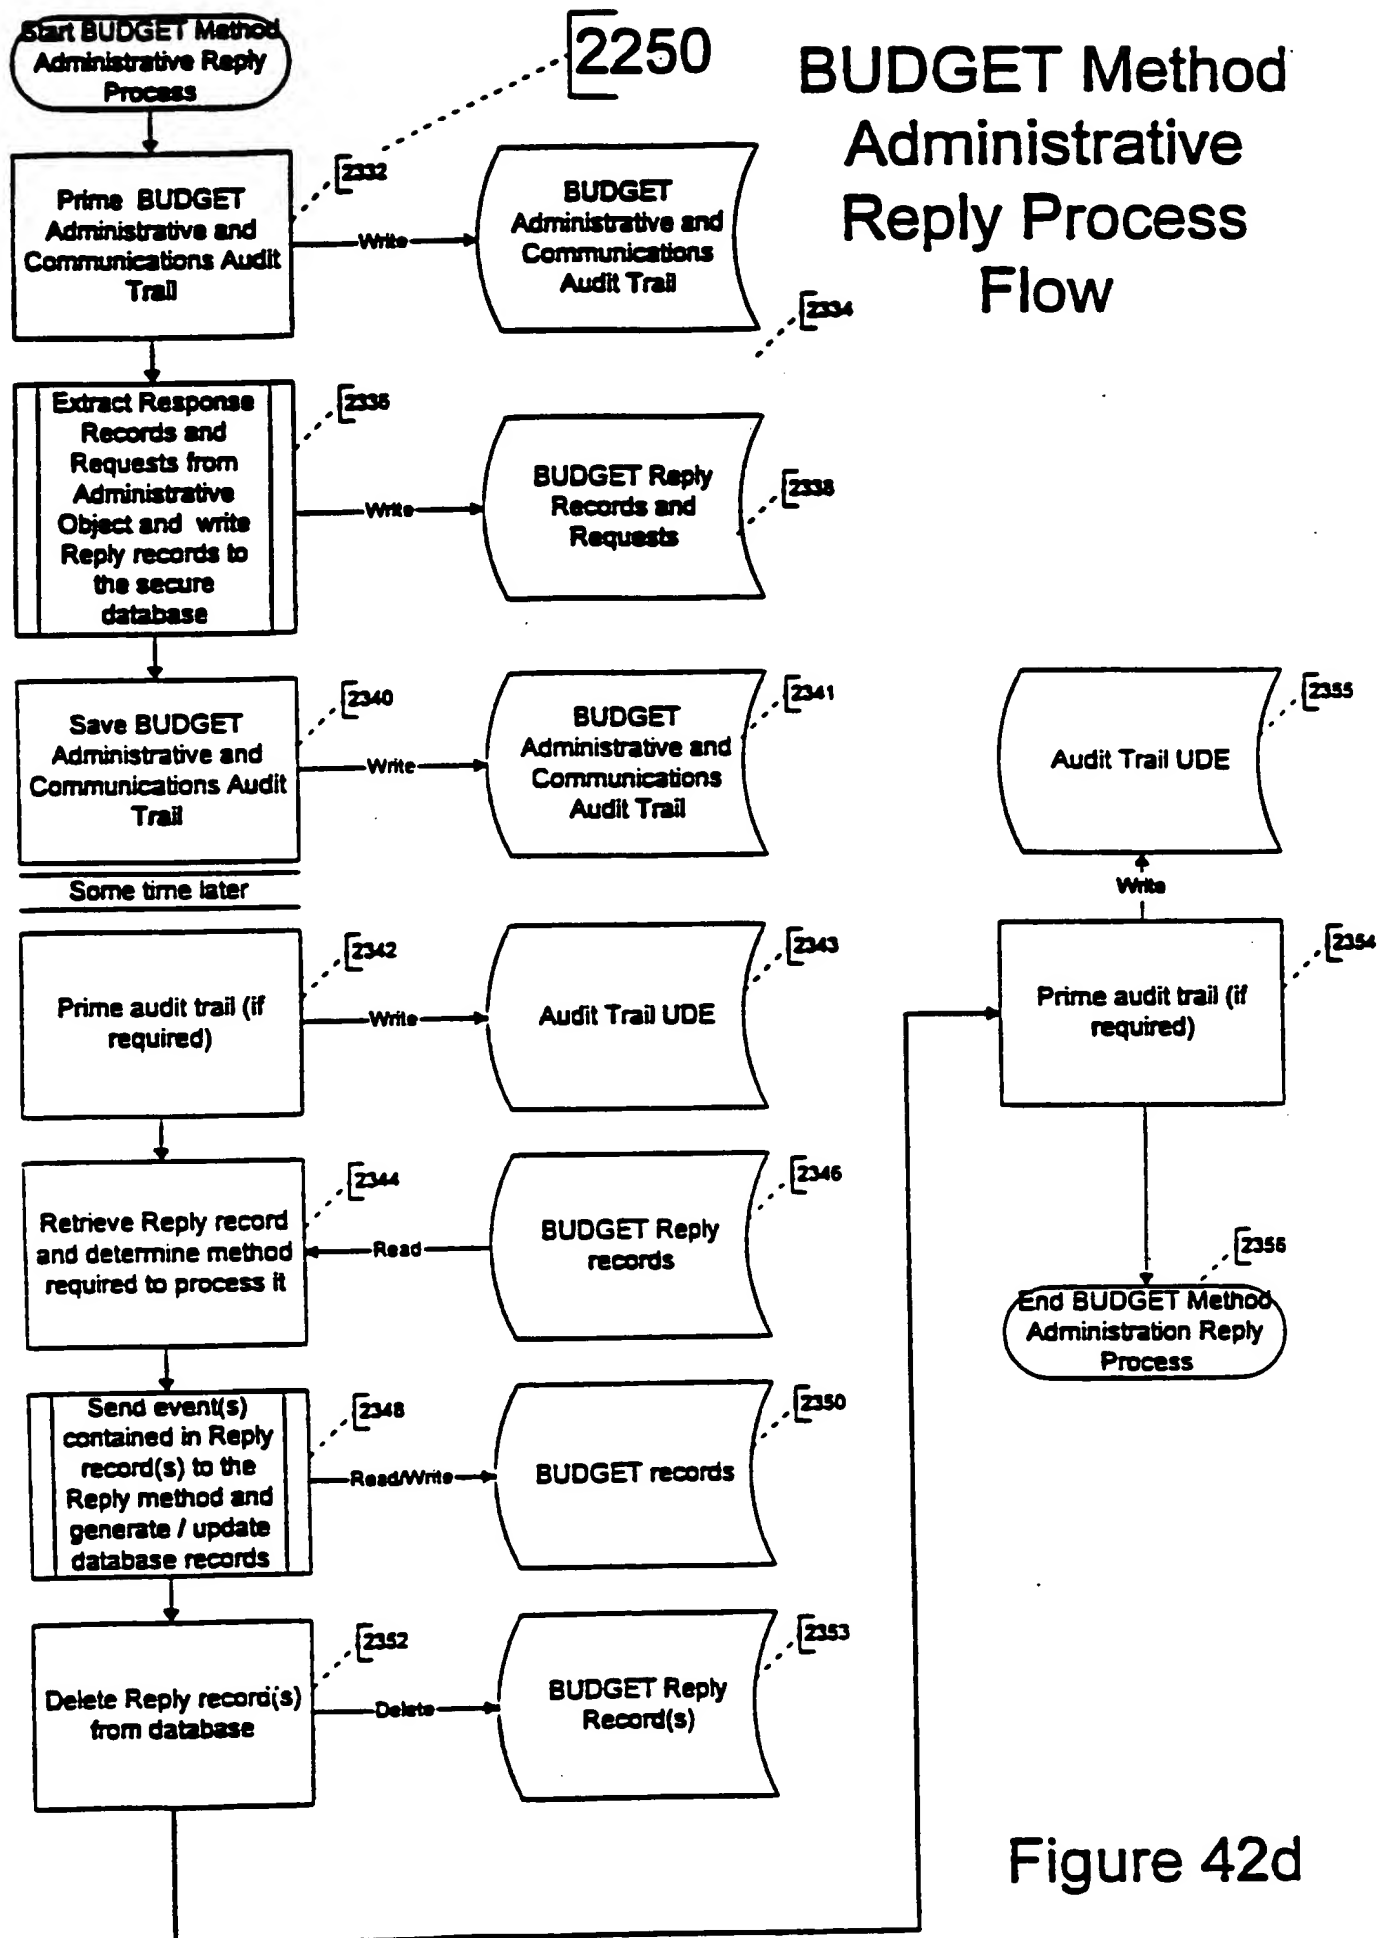 Start BUDGET Method
Administrative Reply
Process
2250
BUDGET Method
Administrative
Reply Process
Flow
Prime BUDGET
Administrative and
Communications Audit
Trail
2332
Write
BUDGET
Administrative and
Communications
Audit Trail
2334
Extract Response
Records and
Requests from
Administrative
Object and write
Reply records to
the secure
database
2336
Write
BUDGET Reply
Records and
Requests
2338
Save BUDGET
Administrative and
Communications Audit
Trail
2340
Write
BUDGET
Administrative and
Communications
Audit Trail
2341
Some time later
Prime audit trail (if
required)
2342
Write
Audit Trail UDE
2343
Retrieve Reply record
and determine method
required to process it
2344
Read
BUDGET Reply
records
2346
Send event(s)
contained in Reply
record(s) to the
Reply method and
generate / update
database records
2348
Read/Write
BUDGET records
2350
Delete Reply record(s)
from database
2352
Delete
BUDGET Reply
Record(s)
2353
Audit Trail UDE
2355
Write
Prime audit trail (if
required)
2354
2356
End BUDGET Method
Administration Reply
Process
Figure 42d